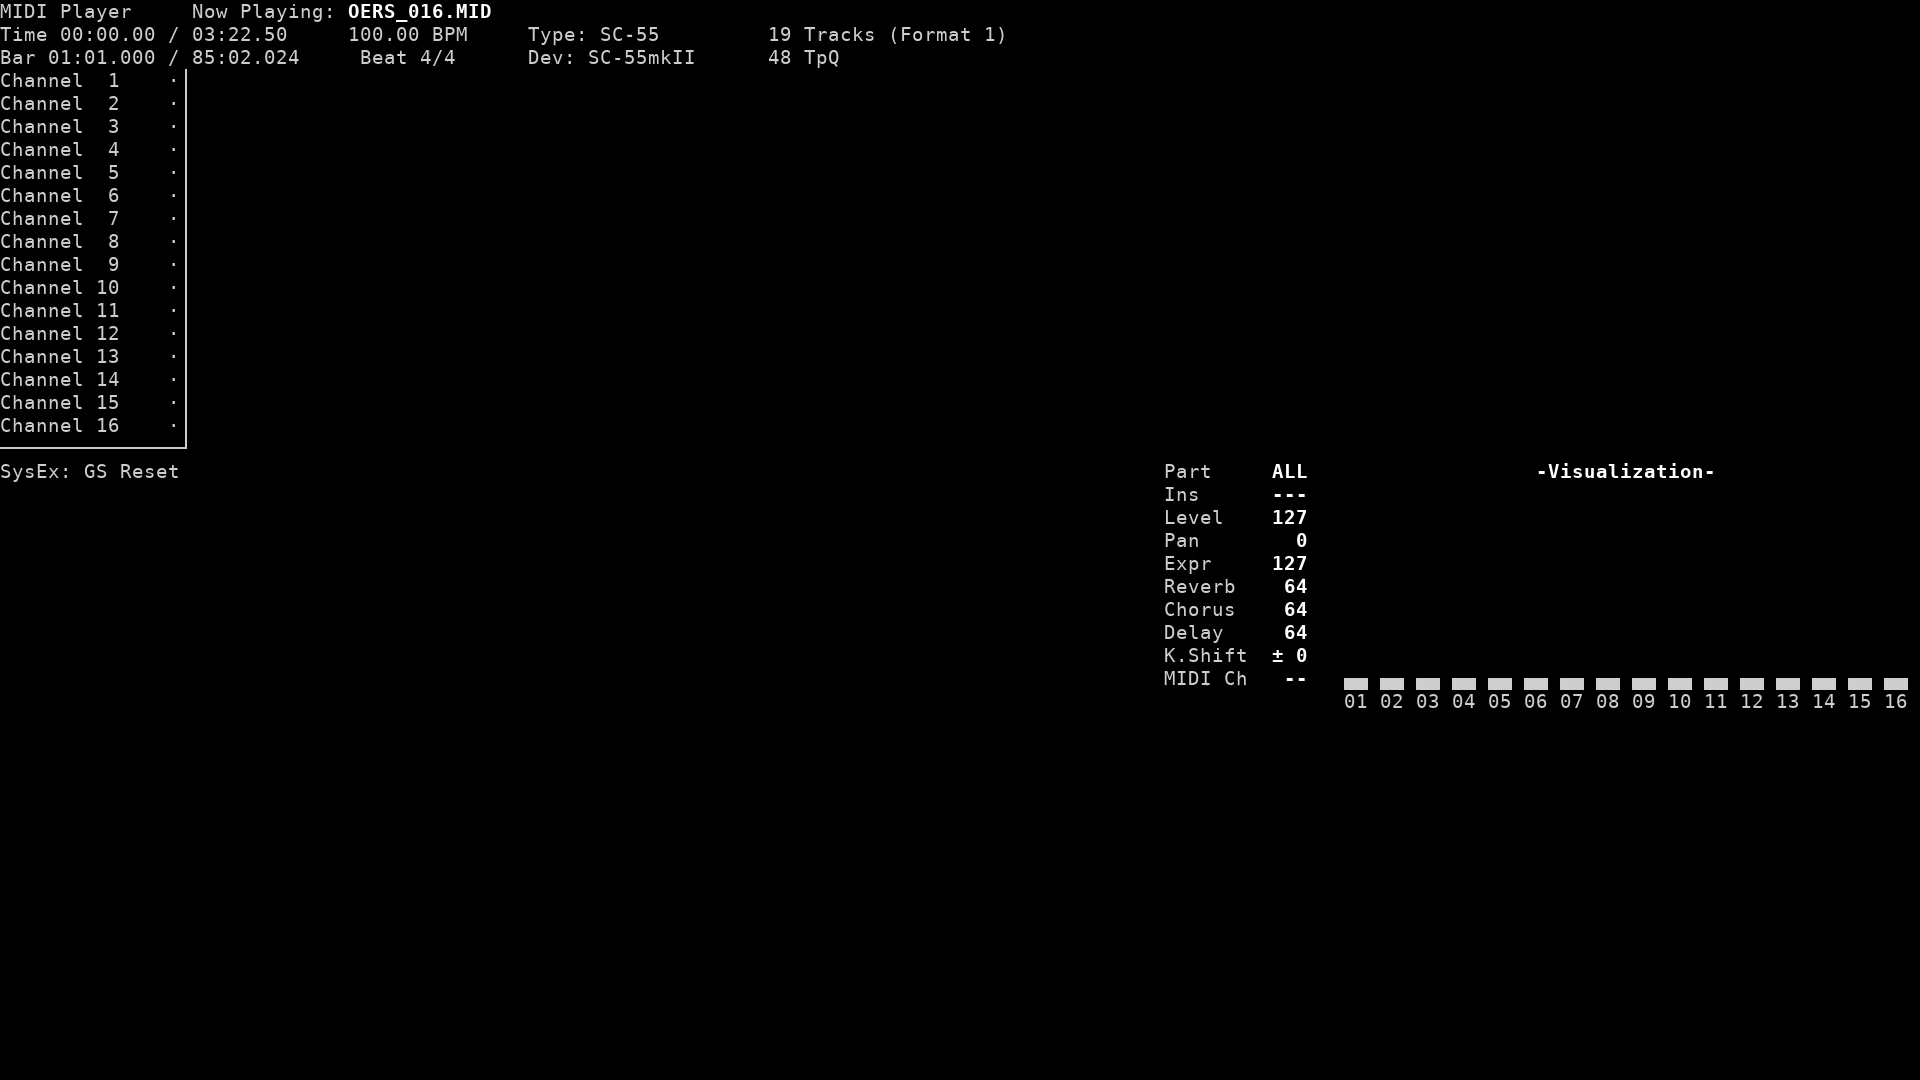 MIDI Player     Now Playing: OERS_016.MID
Time 00:00.00 / 03:22.50     100.00 BPM     Type: SC-55         19 Tracks (Format 1)
Bar 01:01.000 / 85:02.024     Beat 4/4      Dev: SC-55mkII      48 TpQ
Channel  1    ·
Channel  2    ·
Channel  3    ·
Channel  4    ·
Channel  5    ·
Channel  6    ·
Channel  7    ·
Channel  8    ·
Channel  9    ·
Channel 10    ·
Channel 11    ·
Channel 12    ·
Channel 13    ·
Channel 14    ·
Channel 15    ·
Channel 16    ·
SysEx: GS Reset
Part     ALL
Ins      ---
Level    127
Pan        0
Expr     127
Reverb    64
Chorus    64
Delay     64
K.Shift  ± 0
MIDI Ch   --
-Visualization-
01 02 03 04 05 06 07 08 09 10 11 12 13 14 15 16